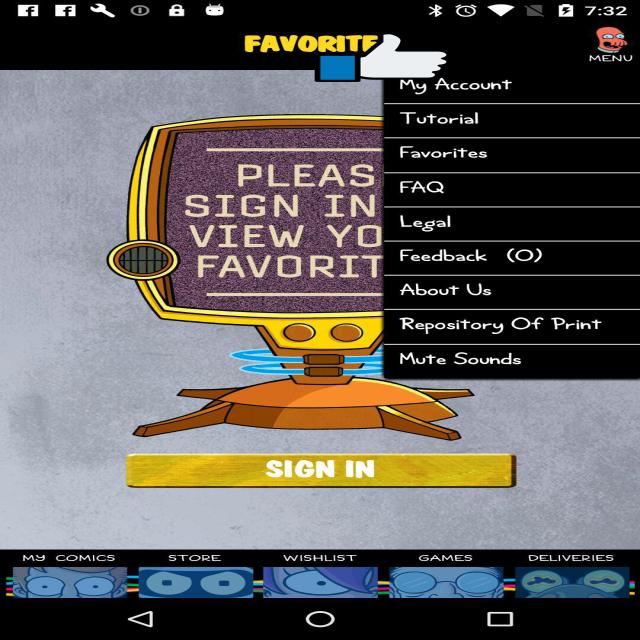 7:32
FAVORITE
MENU
My Account
Tutorial
Favorites
FAQ
Legal
Feedback (0)
About Us
Repository Of Print
Mute Sounds
PLEAS
SIGN IN
VIEW YO
FAVORIT
SIGN IN
MY COMICS STORE WISHLIST GAMES DELIVERIES